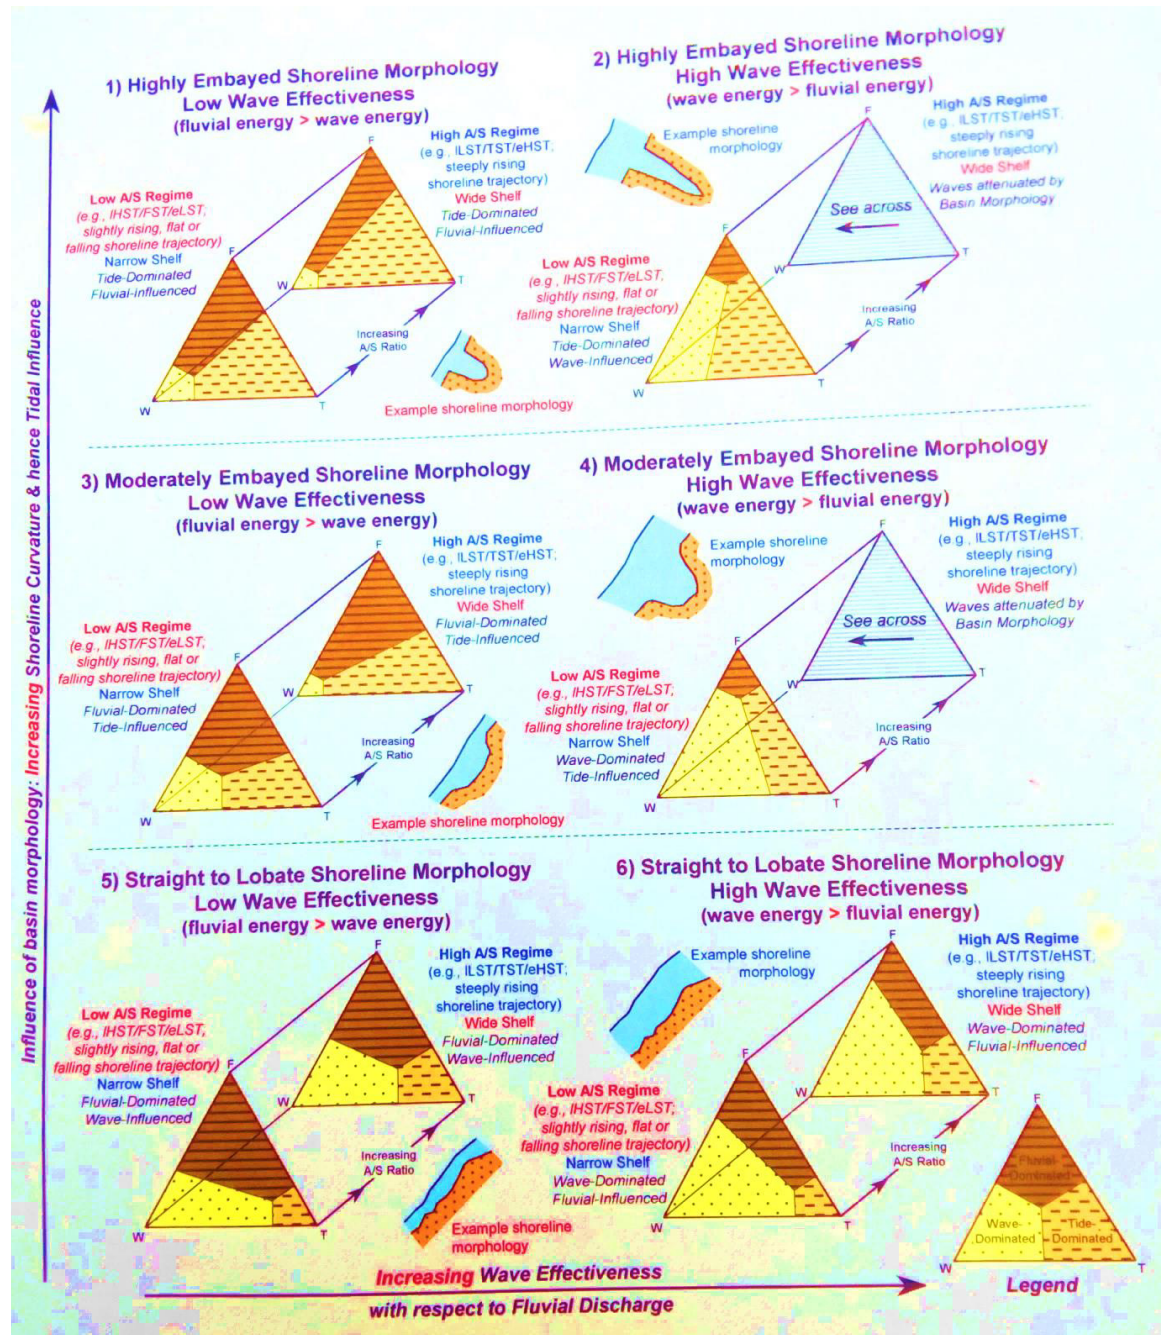 1) Highly Embayed Shoreline Morphology
Low Wave Effectiveness
(fluvial energy > wave energy)
High A/S Regime
(e.g., lLST/TST/eHST;
steeply rising
shoreline trajectory)
Wide Shelf
Tide-Dominated
Fluvial-Influenced
Low A/S Regime
(e.g., lHST/FST/eLST;
slightly rising, flat or
falling shoreline trajectory)
Narrow Shelf
Tide-Dominated
Fluvial-Influenced
F
W
F
T
W
T
Increasing
A/S Ratio
Example shoreline morphology
2) Highly Embayed Shoreline Morphology
High Wave Effectiveness
(wave energy > fluvial energy)
Example shoreline
morphology
High A/S Regime
(e.g., lLST/TST/eHST;
steeply rising
shoreline trajectory)
Wide Shelf
Waves attenuated by
Basin Morphology
See across
Low A/S Regime
(e.g., lHST/FST/eLST;
slightly rising, flat or
falling shoreline trajectory)
Narrow Shelf
Tide-Dominated
Wave-Influenced
F
F
W
T
W
T
Increasing
A/S Ratio
3) Moderately Embayed Shoreline Morphology
Low Wave Effectiveness
(fluvial energy > wave energy)
High A/S Regime
(e.g., lLST/TST/eHST;
steeply rising
shoreline trajectory)
Wide Shelf
Fluvial-Dominated
Tide-Influenced
Low A/S Regime
(e.g., lHST/FST/eLST;
slightly rising, flat or
falling shoreline trajectory)
Narrow Shelf
Fluvial-Dominated
Tide-Influenced
F
F
W
T
W
T
Increasing
A/S Ratio
Example shoreline morphology
4) Moderately Embayed Shoreline Morphology
High Wave Effectiveness
(wave energy > fluvial energy)
Example shoreline
morphology
High A/S Regime
(e.g., lLST/TST/eHST;
steeply rising
shoreline trajectory)
Wide Shelf
Waves attenuated by
Basin Morphology
See across
Low A/S Regime
(e.g., lHST/FST/eLST;
slightly rising, flat or
falling shoreline trajectory)
Narrow Shelf
Wave-Dominated
Tide-Influenced
F
F
W
T
W
T
Increasing
A/S Ratio
5) Straight to Lobate Shoreline Morphology
Low Wave Effectiveness
(fluvial energy > wave energy)
High A/S Regime
(e.g., lLST/TST/eHST;
steeply rising
shoreline trajectory)
Wide Shelf
Fluvial-Dominated
Wave-Influenced
Low A/S Regime
(e.g., lHST/FST/eLST;
slightly rising, flat or
falling shoreline trajectory)
Narrow Shelf
Fluvial-Dominated
Wave-Influenced
F
F
W
T
W
T
Increasing
A/S Ratio
Example shoreline
morphology
6) Straight to Lobate Shoreline Morphology
High Wave Effectiveness
(wave energy > fluvial energy)
Example shoreline
morphology
High A/S Regime
(e.g., lLST/TST/eHST;
steeply rising
shoreline trajectory)
Wide Shelf
Wave-Dominated
Fluvial-Influenced
Low A/S Regime
(e.g., lHST/FST/eLST;
slightly rising, flat or
falling shoreline trajectory)
Narrow Shelf
Wave-Dominated
Fluvial-Influenced
F
F
W
T
W
T
Increasing
A/S Ratio
F
Fluvial-
Dominated
Wave-
Dominated
Tide-
Dominated
W
T
Legend
Influence of basin morphology: Increasing Shoreline Curvature & hence Tidal Influence
Increasing Wave Effectiveness
with respect to Fluvial Discharge